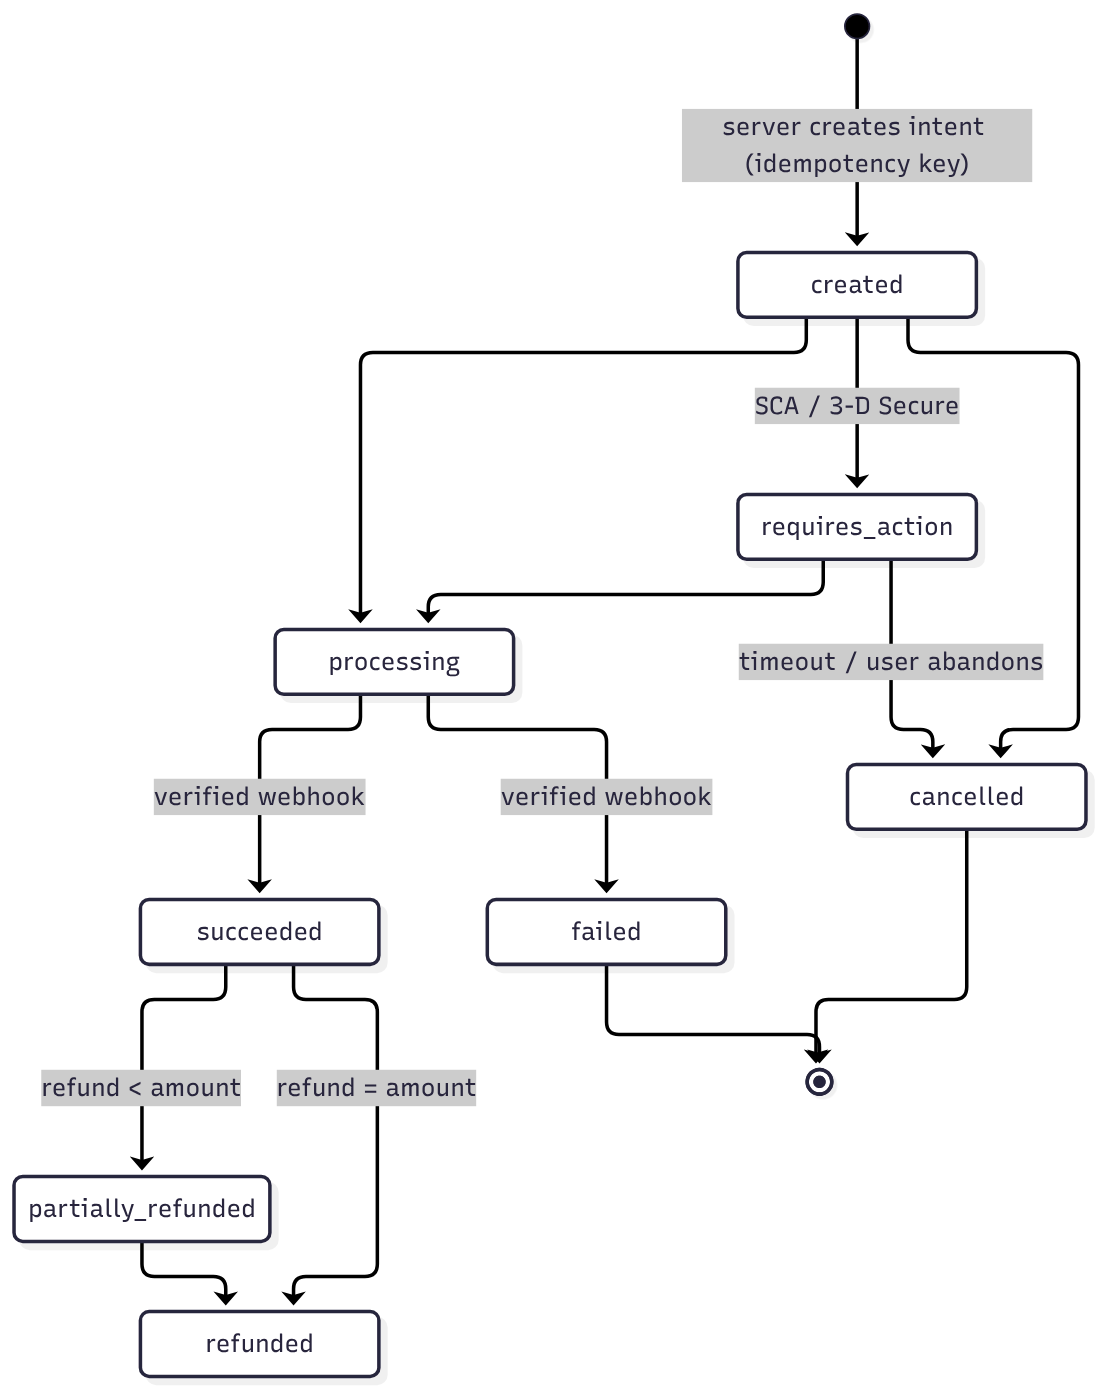 server creates intent
(idempotency key)
created
SCA / 3-D Secure
requires_action
processing
timeout / user abandons
verified webhook
verified webhook
cancelled
succeeded
failed
refund < amount
refund = amount
partially_refunded
refunded